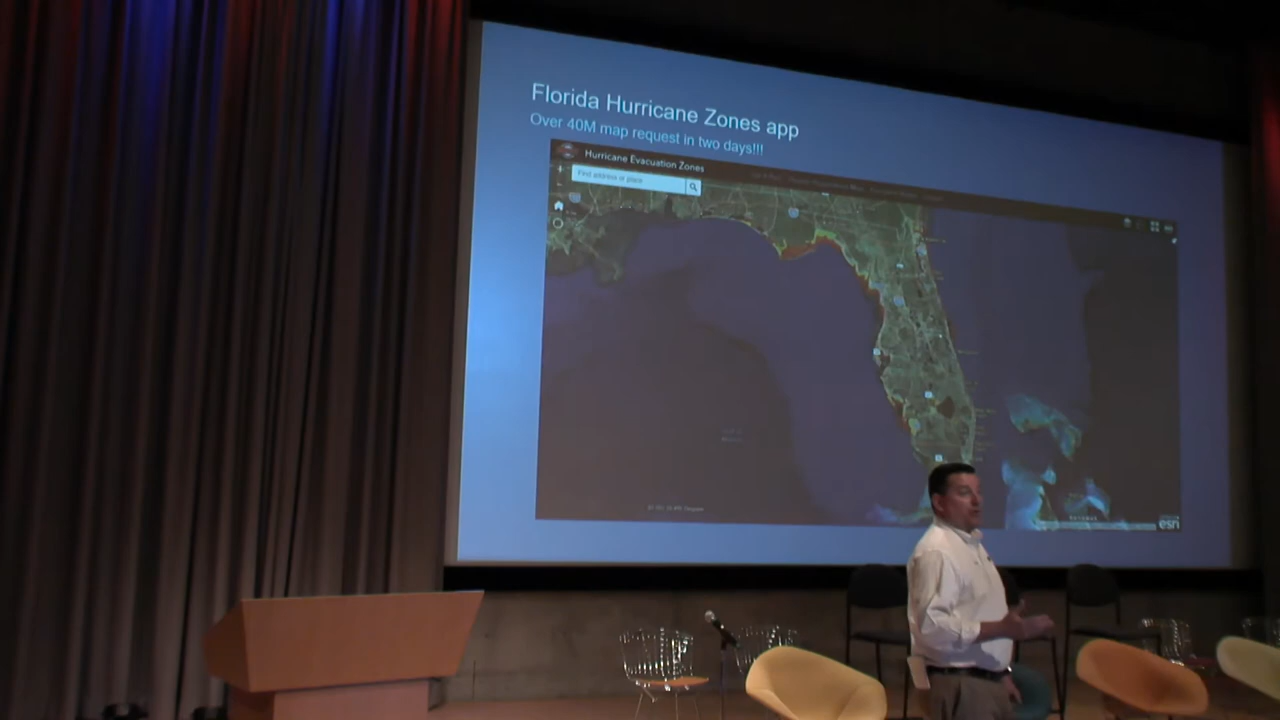 Florida Hurricane Zones app
Over 40M map request in two days!!!
Hurricane Evacuation Zones
Find address or place
esri